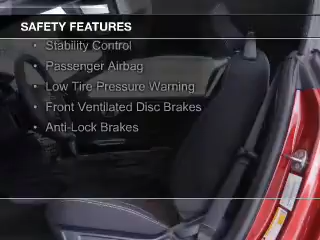 SAFETY FEATURES
• Stability Control
• Passenger Airbag
• Low Tire Pressure Warning
• Front Ventilated Disc Brakes
• Anti-Lock Brakes